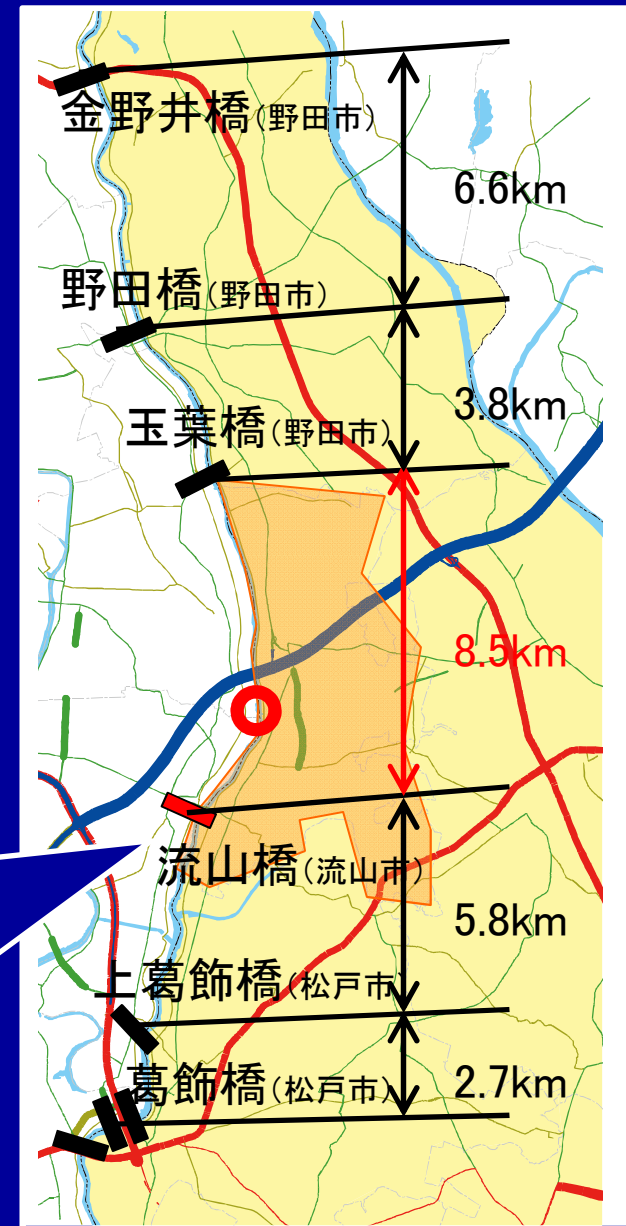 金野井橋(野田市)
6.6km
野田橋(野田市)
3.8km
玉葉橋(野田市)
8.5km
流山橋(流山市)
5.8km
上葛飾橋(松戸市)
2.7km
葛飾橋(松戸市)